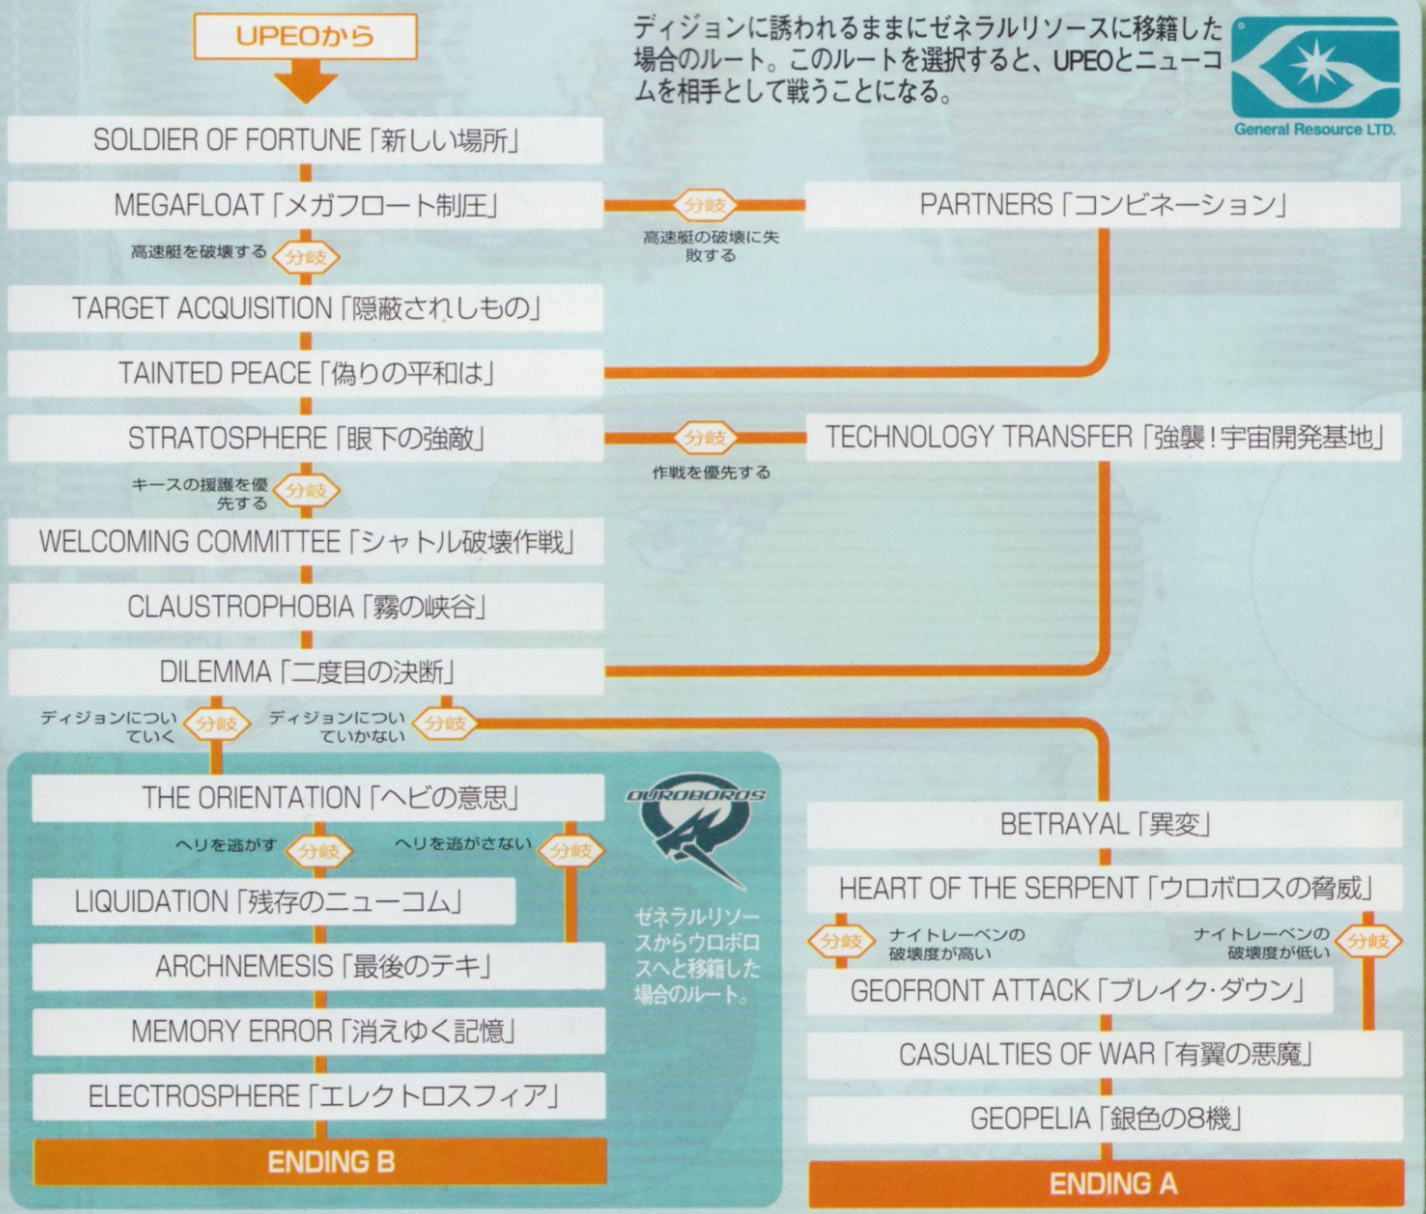 UPEOから
ディジョンに誘われるままにゼネラルリソースに移籍した
場合のルート。このルートを選択すると、UPEOとニューコ
ムを相手として戦うことになる。
General Resource LTD.
SOLDIER OF FORTUNE「新しい場所」
MEGAFLOAT「メガフロート制圧」
分岐
PARTNERS「コンビネーション」
高速艇の破壊に失
敗する
高速艇を破壊する
分岐
TARGET ACQUISITION「隠蔽されしもの」
TAINTED PEACE「偽りの平和は」
STRATOSPHERE「眼下の強敵」
分岐
TECHNOLOGY TRANSFER「強襲!宇宙開発基地」
作戦を優先する
キースの援護を優
先する
分岐
WELCOMING COMMITTEE「シャトル破壊作戦」
CLAUSTROPHOBIA「霧の峡谷」
DILEMMA「二度目の決断」
ディジョンについ
ていく
分岐
ディジョンについ
ていかない
分岐
THE ORIENTATION「ヘビの意思」
OUROBOROS
ヘリを逃がす
分岐
ヘリを逃がさない
分岐
LIQUIDATION「残存のニューコム」
ARCHNEMESIS「最後のテキ」
MEMORY ERROR「消えゆく記憶」
ELECTROSPHERE「エレクトロスフィア」
ENDING B
ゼネラルリソー
スからウロボロ
スへと移籍した
場合のルート。
BETRAYAL「異変」
HEART OF THE SERPENT「ウロボロスの脅威」
分岐
ナイトレーベンの
破壊度が高い
ナイトレーベンの
破壊度が低い
分岐
GEOFRONT ATTACK「ブレイク・ダウン」
CASUALTIES OF WAR「有翼の悪魔」
GEOPELIA「銀色の8機」
ENDING A